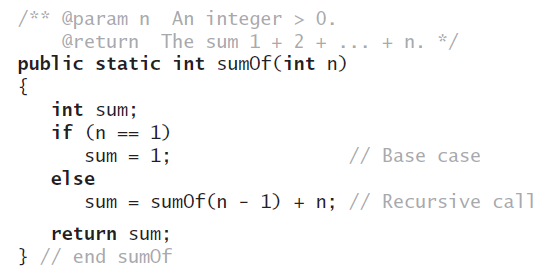 /** @param n  An integer > 0.
    @return  The sum 1 + 2 + ... + n. */
public static int sumOf(int n)
{
   int sum;
   if (n == 1)
      sum = 1;                 // Base case
   else
      sum = sumOf(n - 1) + n; // Recursive call
   return sum;
} // end sumOf